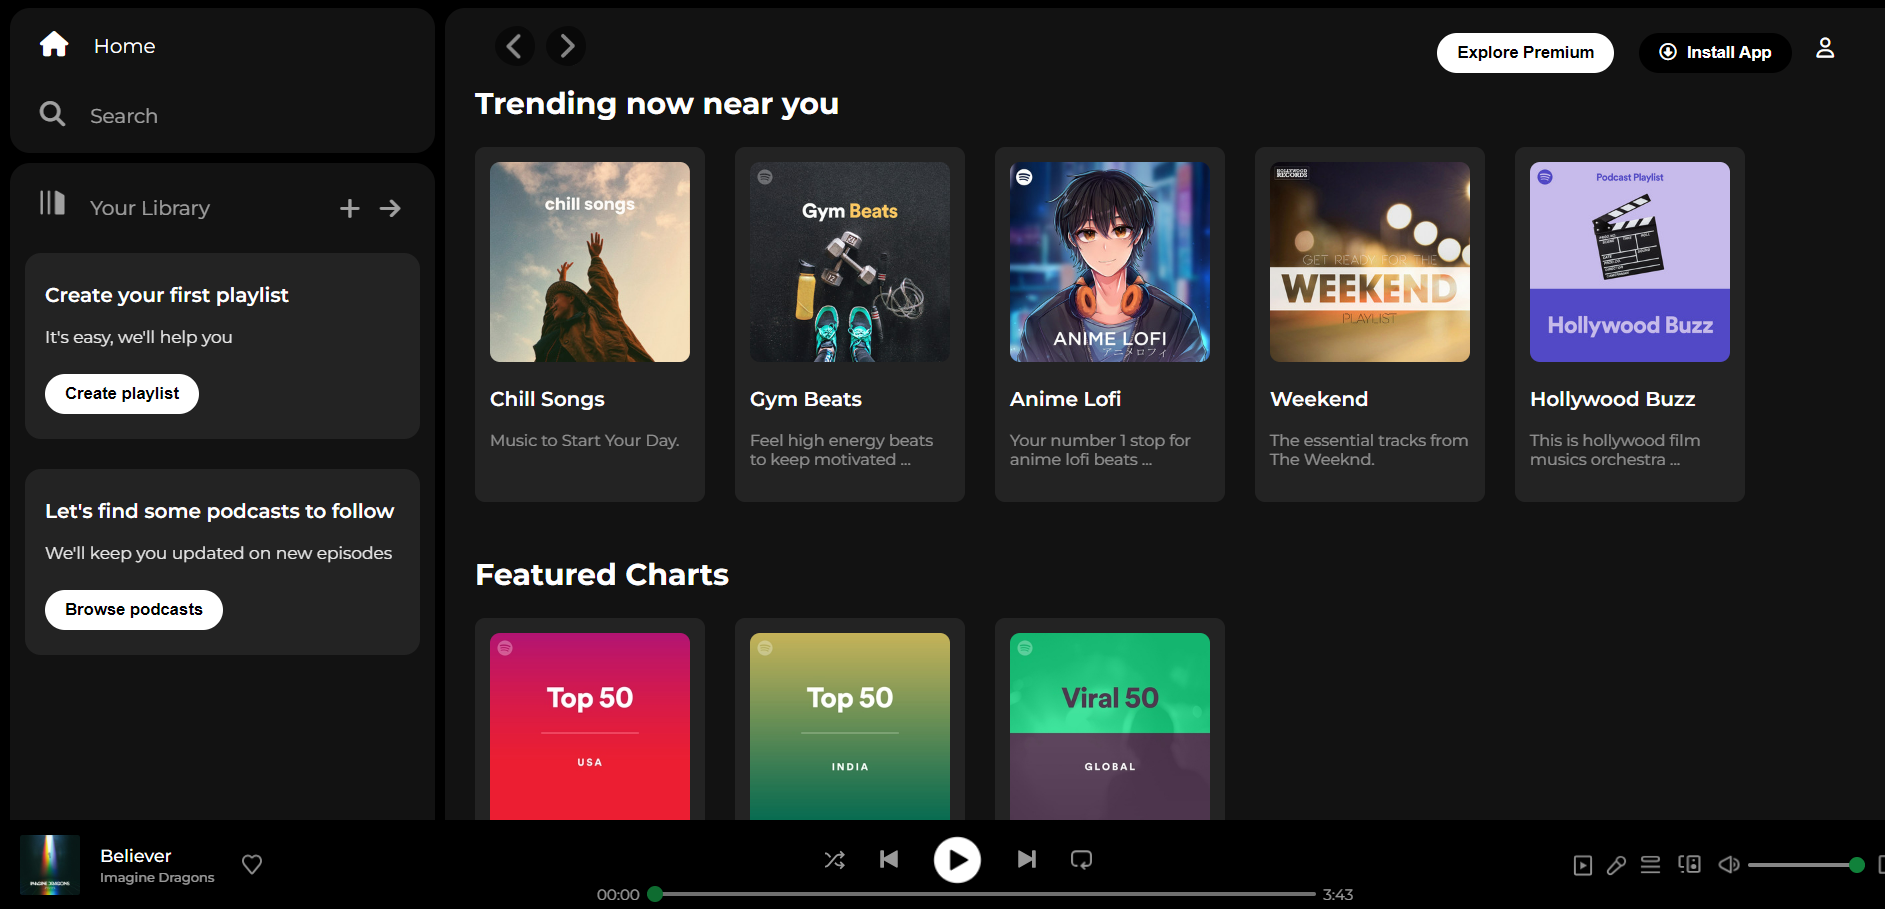 Home
Search
Your Library
Create your first playlist
It's easy, we'll help you
Create playlist
Let's find some podcasts to follow
We'll keep you updated on new episodes
Browse podcasts
Explore Premium
Install App
Trending now near you
chill songs
Chill Songs
Music to Start Your Day.
Gym Beats
Gym Beats
Feel high energy beats
to keep motivated ...
ANIME LOFI
アニメロフィ
Anime Lofi
Your number 1 stop for
anime lofi beats ...
HOLLYWOOD
RECORDS
GET READY FOR THE
WEEKEND
PLAYLIST
Weekend
The essential tracks from
The Weeknd.
Podcast Playlist
Hollywood Buzz
Hollywood Buzz
This is hollywood film
musics orchestra ...
Featured Charts
Top 50
USA
Top 50
INDIA
Viral 50
GLOBAL
IMAGINE DRAGONS
Believer
Imagine Dragons
00:00
3:43